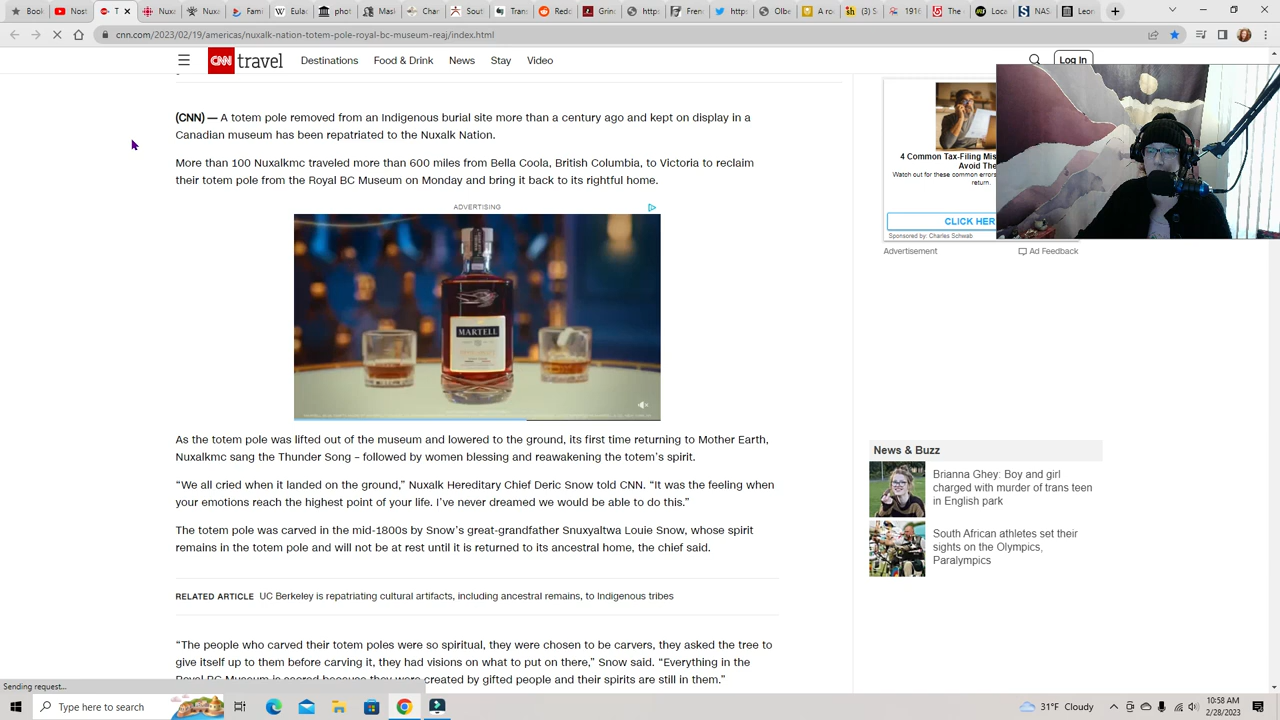 Boo
No
Oli
cnn.com/2023/02/19/americas/nuxalk-nation-totem-pole-royal-bc-museum-reaj/index.html
CNN travel
Destinations
Food & Drink
News
Stay
Video
Log In
(CNN) — A totem pole removed from an Indigenous burial site more than a century ago and kept on display in a
Canadian museum has been repatriated to the Nuxalk Nation.
More than 100 Nuxalkmc traveled more than 600 miles from Bella Coola, British Columbia, to Victoria to reclaim
their totem pole from the Royal BC Museum on Monday and bring it back to its rightful home.
ADVERTISING
MARTELL
As the totem pole was lifted out of the museum and lowered to the ground, its first time returning to Mother Earth,
Nuxalkmc sang the Thunder Song – followed by women blessing and reawakening the totem's spirit.
“We all cried when it landed on the ground,” Nuxalk Hereditary Chief Deric Snow told CNN. “It was the feeling when
your emotions reach the highest point of your life. I've never dreamed we would be able to do this.”
The totem pole was carved in the mid-1800s by Snow's great-grandfather Snuxyaltwa Louie Snow, whose spirit
remains in the totem pole and will not be at rest until it is returned to its ancestral home, the chief said.
RELATED ARTICLE UC Berkeley is repatriating cultural artifacts, including ancestral remains, to Indigenous tribes
“The people who carved their totem poles were so spiritual, they were chosen to be carvers, they asked the tree to
give itself up to them before carving it, they had visions on what to put on there,” Snow said. “Everything in the
Royal BC Museum is sacred because they were created by gifted people and their spirits are still in them.”
4 Common Tax-Filing Mis
Avoid The
Watch out for these common errors
return.
CLICK HER
Sponsored by: Charles Schwab
Advertisement
Ad Feedback
News & Buzz
Brianna Ghey: Boy and girl
charged with murder of trans teen
in English park
South African athletes set their
sights on the Olympics,
Paralympics
Sending request...
Type here to search
31°F Cloudy
10:58 AM
2/28/2023